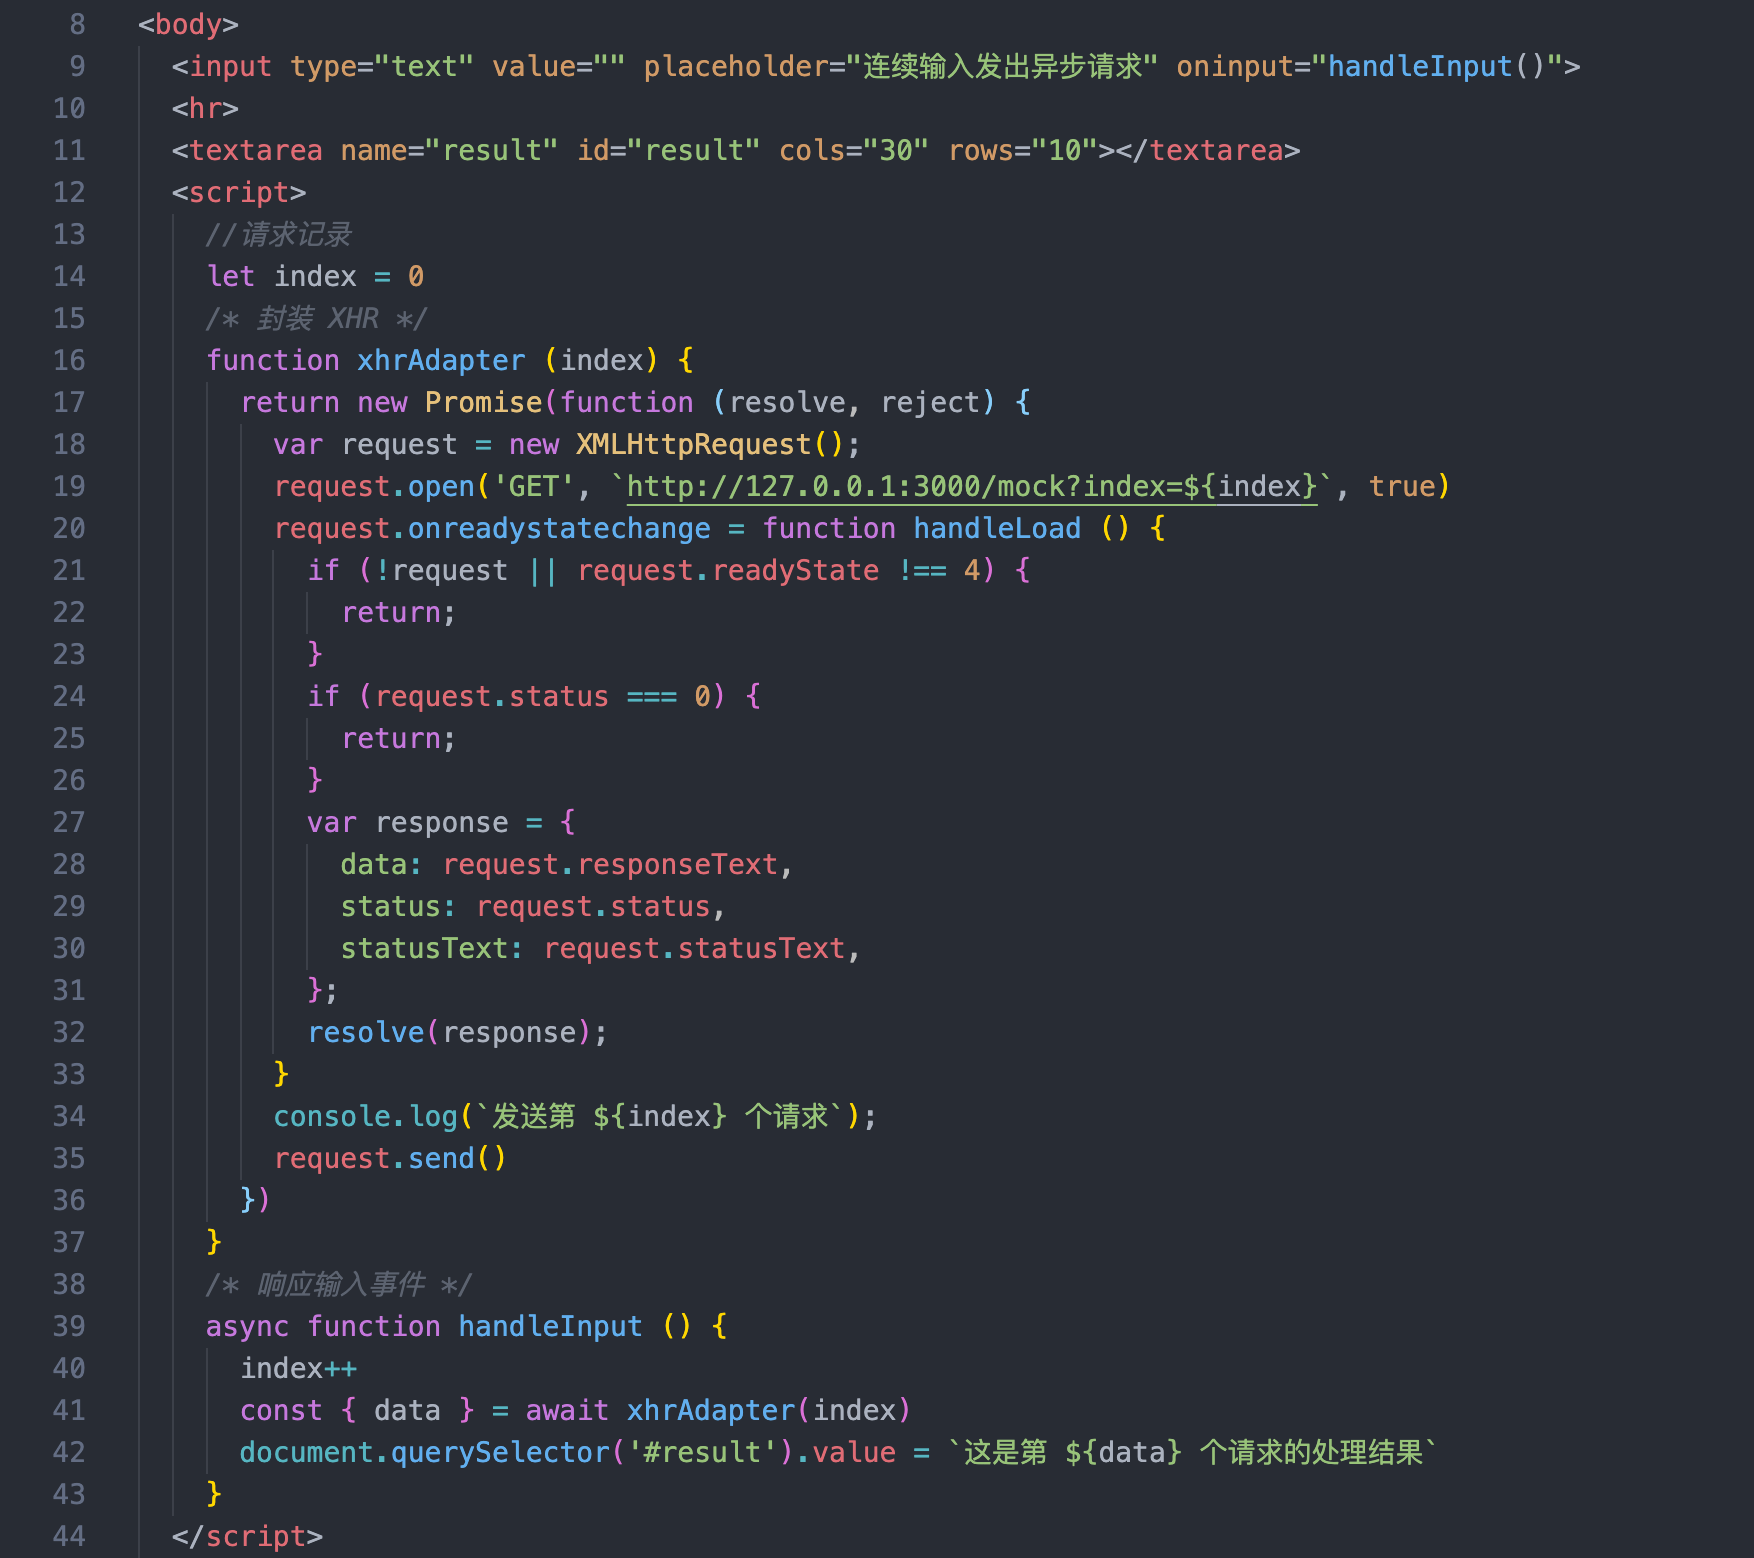 8 <body>
9 <input type="text" value="" placeholder="连续输入发出异步请求" oninput="handleInput()">
10 <hr>
11 <textarea name="result" id="result" cols="30" rows="10"></textarea>
12 <script>
13 //请求记录
14 let index = 0
15 /* 封装 XHR */
16 function xhrAdapter (index) {
17 return new Promise(function (resolve, reject) {
18 var request = new XMLHttpRequest();
19 request.open('GET', `http://127.0.0.1:3000/mock?index=${index}`, true)
20 request.onreadystatechange = function handleLoad () {
21 if (!request || request.readyState !== 4) {
22 return;
23 }
24 if (request.status === 0) {
25 return;
26 }
27 var response = {
28 data: request.responseText,
29 status: request.status,
30 statusText: request.statusText,
31 };
32 resolve(response);
33 }
34 console.log(`发送第 ${index} 个请求`);
35 request.send()
36 })
37 }
38 /* 响应输入事件 */
39 async function handleInput () {
40 index++
41 const { data } = await xhrAdapter(index)
42 document.querySelector('#result').value = `这是第 ${data} 个请求的处理结果`
43 }
44 </script>